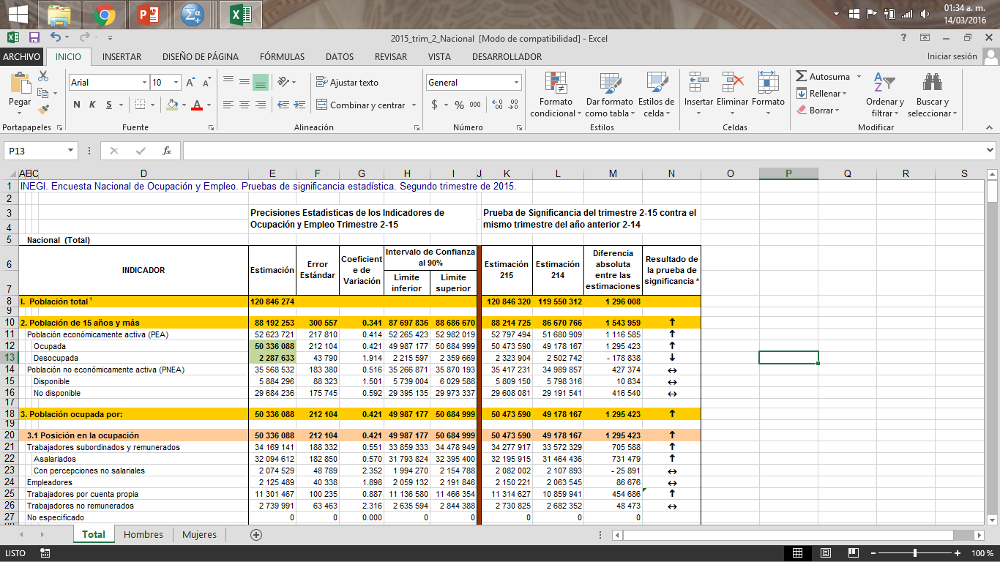 01:34 a. m.
14/03/2016
2015_trim_2_Nacional [Modo de compatibilidad] - Excel
ARCHIVO INICIO INSERTAR DISEÑO DE PÁGINA FÓRMULAS DATOS REVISAR VISTA DESARROLLADOR Iniciar sesión
Pegar Arial 10 Ajustar texto General Formato condicional Dar formato como tabla Estilos de celda Insertar Eliminar Formato Autosuma Rellenar Borrar Ordenar y filtrar Buscar y seleccionar
N K S Combinar y centrar $ % 000
Portapapeles Fuente Alineación Número Estilos Celdas Modificar
P13 fx
A B C D E F G H I J K L M N O P Q R S
1 INEGI. Encuesta Nacional de Ocupación y Empleo. Pruebas de significancia estadística. Segundo trimestre de 2015.
2
3 Precisiones Estadísticas de los Indicadores de Prueba de Significancia del trimestre 2-15 contra el
4 Ocupación y Empleo Trimestre 2-15 mismo trimestre del año anterior 2-14
5 Nacional (Total)
6 7 INDICADOR Estimación Error Estándar Coeficiente de Variación Intervalo de Confianza al 90% Límite inferior Límite superior Estimación 215 Estimación 214 Diferencia absoluta entre las estimaciones Resultado de la prueba de significancia *
8 I. Población total 1 120 846 274 120 846 320 119 550 312 1 296 008
9
10 2. Población de 15 años y más 88 192 253 300 557 0.341 87 697 836 88 686 670 88 214 725 86 670 766 1 543 959 ↑
11 Población económicamente activa (PEA) 52 623 721 217 810 0.414 52 265 423 52 982 019 52 797 494 51 680 909 1 116 585 ↑
12 Ocupada 50 336 088 212 104 0.421 49 987 177 50 684 999 50 473 590 49 178 167 1 295 423 ↑
13 Desocupada 2 287 633 43 790 1.914 2 215 597 2 359 669 2 323 904 2 502 742 - 178 838 ↓
14 Población no económicamente activa (PNEA) 35 568 532 183 380 0.516 35 266 871 35 870 193 35 417 231 34 989 857 427 374 ↔
15 Disponible 5 884 296 88 323 1.501 5 739 004 6 029 588 5 809 150 5 798 316 10 834 ↔
16 No disponible 29 684 236 175 745 0.592 29 395 135 29 973 337 29 608 081 29 191 541 416 540 ↔
17
18 3. Población ocupada por: 50 336 088 212 104 0.421 49 987 177 50 684 999 50 473 590 49 178 167 1 295 423 ↑
19
20 3.1 Posición en la ocupación 50 336 088 212 104 0.421 49 987 177 50 684 999 50 473 590 49 178 167 1 295 423 ↑
21 Trabajadores subordinados y remunerados 34 169 141 188 332 0.551 33 859 333 34 478 949 34 277 917 33 572 329 705 588 ↑
22 Asalariados 32 094 612 182 850 0.570 31 793 824 32 395 400 32 195 915 31 464 436 731 479 ↑
23 Con percepciones no salariales 2 074 529 48 789 2.352 1 994 270 2 154 788 2 082 002 2 107 893 - 25 891 ↔
24 Empleadores 2 125 489 40 338 1.898 2 059 132 2 191 846 2 150 221 2 063 545 86 676 ↔
25 Trabajadores por cuenta propia 11 301 467 100 235 0.887 11 136 580 11 466 354 11 314 627 10 859 941 454 686 ↑
26 Trabajadores no remunerados 2 739 991 63 463 2.316 2 635 594 2 844 388 2 730 825 2 682 352 48 473 ↔
27 No especificado 0 0 0.000 0 0 0 0 0
Total Hombres Mujeres
LISTO 100 %